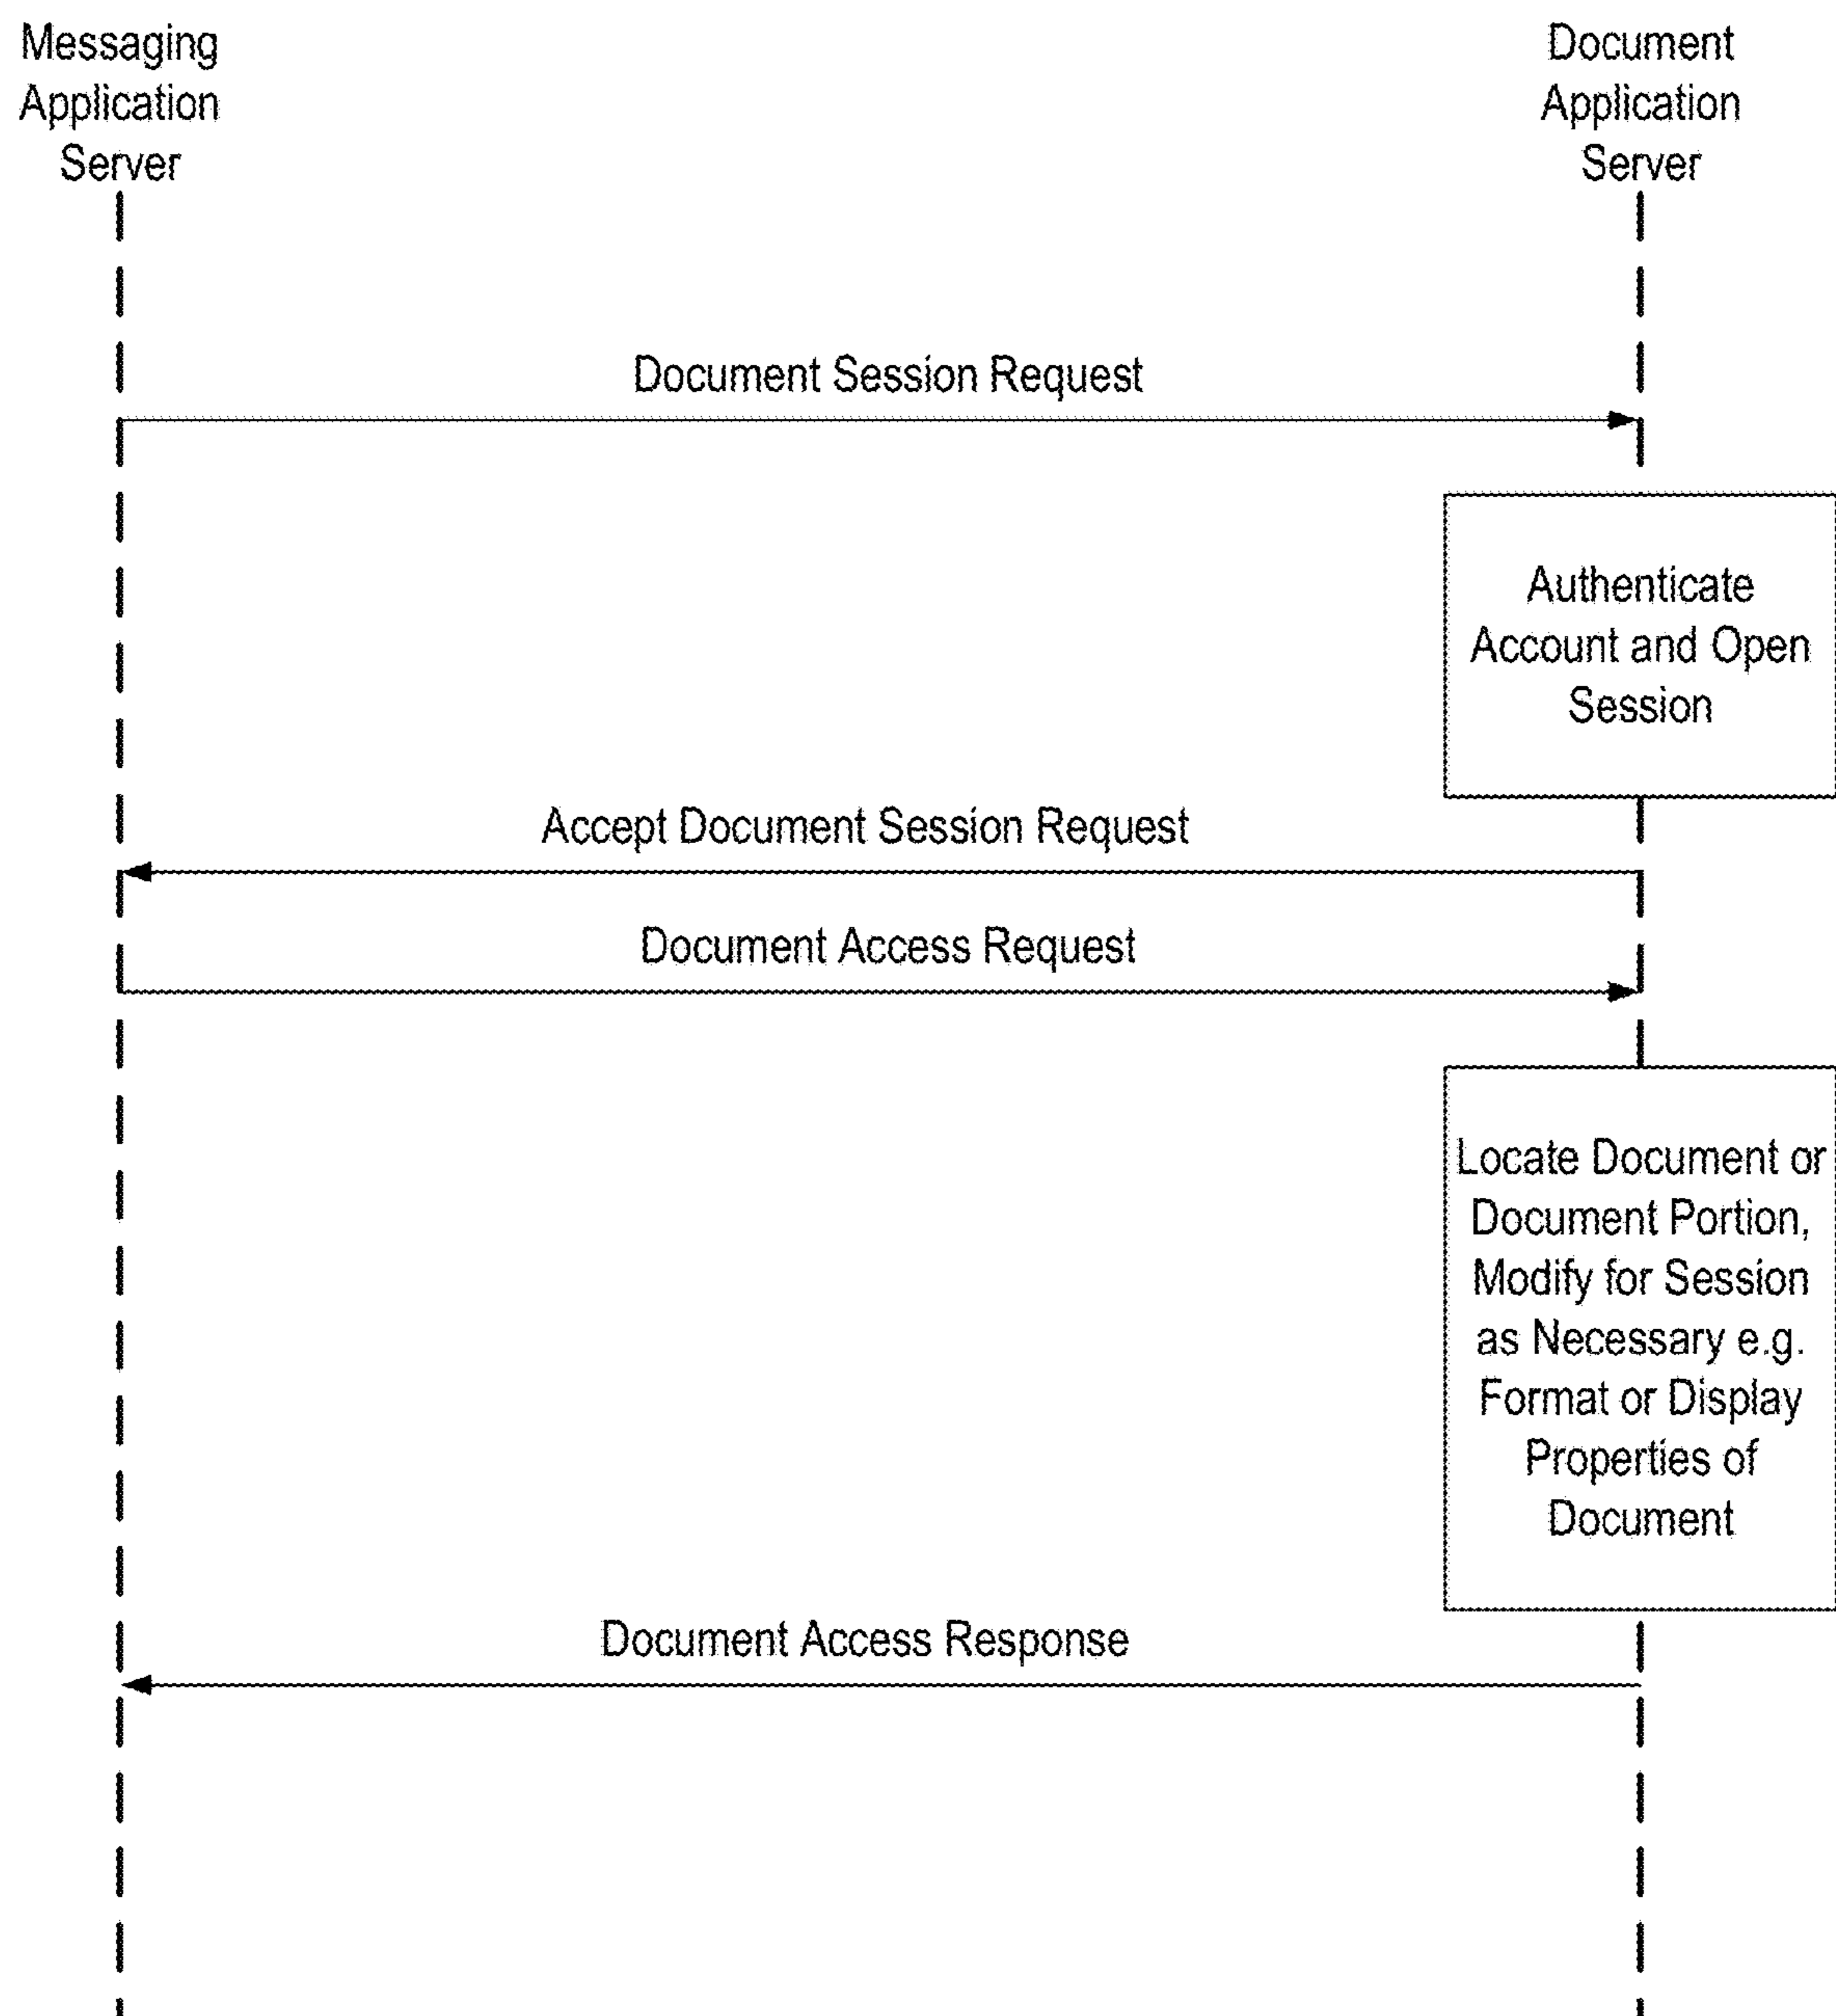 Messaging
Application
Server
Document
Application
Server
Document Session Request
Authenticate
Account and Open
Session
Accept Document Session Request
Document Access Request
Locate Document or
Document Portion,
Modify for Session
as Necessary e.g.
Format or Display
Properties of
Document
Document Access Response